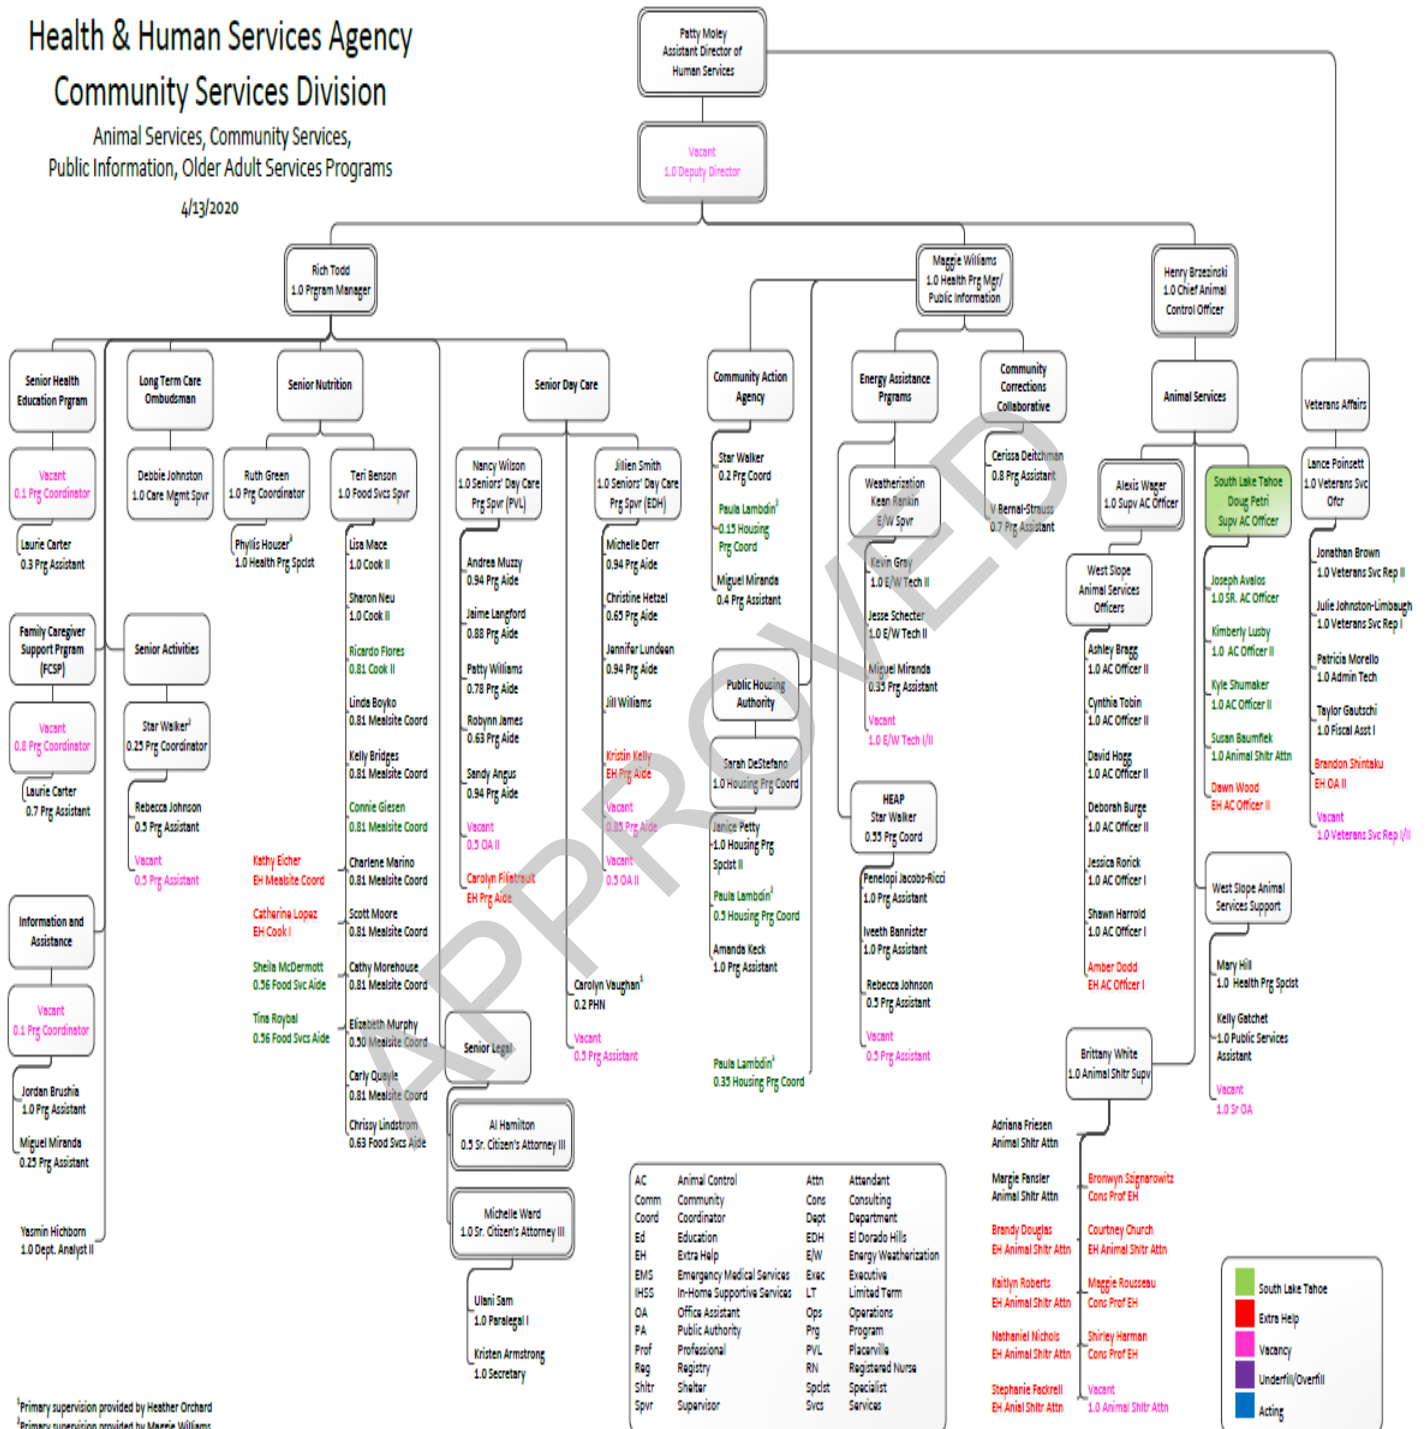 Health & Human Services Agency
Community Services Division
Animal Services, Community Services,
Public Information, Older Adult Services Programs
4/13/2020
Patty Moley
Assistant Director of
Human Services
Vacant
1.0 Deputy Director
Rich Todd
1.0 Prgram Manager
Maggie Williams
1.0 Health Prg Mgr/
Public Information
Henry Brzezinski
1.0 Chief Animal
Control Officer
Senior Health
Education Prgram
Vacant
0.1 Prg Coordinator
Laurie Carter
0.3 Prg Assistant
Long Term Care
Ombudsman
Debbie Johnston
1.0 Care Mgmt Spvr
Senior Nutrition
Ruth Green
1.0 Prg Coordinator
Phyllis Houser¹
1.0 Health Prg Spclst
Teri Benson
1.0 Food Svcs Spvr
Lisa Mace
1.0 Cook II
Sharon Neu
1.0 Cook II
Ricardo Flores
0.81 Cook II
Linda Boyko
0.81 Mealsite Coord
Kelly Bridges
0.81 Mealsite Coord
Connie Giesen
0.81 Mealsite Coord
Kathy Eicher
EH Mealsite Coord
Charlene Marino
0.81 Mealsite Coord
Catherine Lopez
EH Cook I
Scott Moore
0.81 Mealsite Coord
Sheila McDermott
0.56 Food Svc Aide
Cathy Morehouse
0.81 Mealsite Coord
Tina Roybal
0.56 Food Svcs Aide
Elizabeth Murphy
0.50 Mealsite Coord
Carly Quayle
0.81 Mealsite Coord
Chrissy Lindstrom
0.63 Food Svcs Aide
Senior Day Care
Nancy Wilson
1.0 Seniors' Day Care
Prg Spvr (PVL)
Andrea Muzzy
0.94 Prg Aide
Jaime Langford
0.88 Prg Aide
Patty Williams
0.78 Prg Aide
Robynn James
0.63 Prg Aide
Sandy Angus
0.94 Prg Aide
Vacant
0.5 OA II
Carolyn Filiatrault
EH Prg Aide
Jillien Smith
1.0 Seniors' Day Care
Prg Spvr (EDH)
Michelle Derr
0.94 Prg Aide
Christine Hetzel
0.65 Prg Aide
Jennifer Lundeen
0.94 Prg Aide
Jill Williams
Kristin Kelly
EH Prg Aide
Vacant
0.85 Prg Aide
Vacant
0.5 OA II
Carolyn Vaughan¹
0.2 PHN
Vacant
0.5 Prg Assistant
Family Caregiver
Support Prgram
(FCSP)
Vacant
0.8 Prg Coordinator
Laurie Carter
0.7 Prg Assistant
Senior Activities
Star Walker²
0.25 Prg Coordinator
Rebecca Johnson
0.5 Prg Assistant
Vacant
0.5 Prg Assistant
Information and
Assistance
Vacant
0.1 Prg Coordinator
Jordan Brushia
1.0 Prg Assistant
Miguel Miranda
0.25 Prg Assistant
Yasmin Hichborn
1.0 Dept. Analyst II
Senior Legal
Al Hamilton
0.5 Sr. Citizen's Attorney III
Michelle Ward
1.0 Sr. Citizen's Attorney III
Ulani Sam
1.0 Paralegal I
Kristen Armstrong
1.0 Secretary
Community Action
Agency
Star Walker
0.2 Prg Coord
Paula Lambdin²
0.15 Housing
Prg Coord
Miguel Miranda
0.4 Prg Assistant
Public Housing
Authority
Sarah DeStefano
1.0 Housing Prg Coord
Janice Petty
1.0 Housing Prg
Spclst II
Paula Lambdin²
0.5 Housing Prg Coord
Amanda Keck
1.0 Prg Assistant
Paula Lambdin²
0.35 Housing Prg Coord
Energy Assistance
Prgrams
Weatherization
Kean Rankin
E/W Spvr
Kevin Gray
1.0 E/W Tech II
Jesse Schecter
1.0 E/W Tech II
Miguel Miranda
0.35 Prg Assistant
Vacant
1.0 E/W Tech I/II
HEAP
Star Walker
0.55 Prg Coord
Penelopi Jacobs-Ricci
1.0 Prg Assistant
Iveeth Bannister
1.0 Prg Assistant
Rebecca Johnson
0.5 Prg Assistant
Vacant
0.5 Prg Assistant
Community
Corrections
Collaborative
Cerissa Deitchman
0.8 Prg Assistant
V Bernal-Strauss
0.7 Prg Assistant
Animal Services
Alexis Wager
1.0 Supv AC Officer
West Slope
Animal Services
Officers
Ashley Bragg
1.0 AC Officer II
Cynthia Tobin
1.0 AC Officer II
David Hogg
1.0 AC Officer II
Deborah Burge
1.0 AC Officer II
Jessica Rorick
1.0 AC Officer I
Shawn Harrold
1.0 AC Officer I
Amber Dodd
EH AC Officer I
South Lake Tahoe
Doug Petri
Supv AC Officer
Joseph Avalos
1.0 SR. AC Officer
Kimberly Lusby
1.0 AC Officer II
Kyle Shumaker
1.0 AC Officer II
Susan Baumflek
1.0 Animal Shltr Attn
Dawn Wood
EH AC Officer II
West Slope Animal
Services Support
Mary Hill
1.0 Health Prg Spclst
Kelly Gatchet
1.0 Public Services
Assistant
Vacant
1.0 Sr OA
Brittany White
1.0 Animal Shltr Supv
Adriana Friesen
Animal Shltr Attn
Margie Fansler
Animal Shltr Attn
Bronwyn Szignarowitz
Cons Prof EH
Brandy Douglas
EH Animal Shltr Attn
Courtney Church
EH Animal Shltr Attn
Kaitlyn Roberts
EH Animal Shltr Attn
Maggie Rousseau
Cons Prof EH
Nathaniel Nichols
EH Animal Shltr Attn
Shirley Harman
Cons Prof EH
Stephanie Fackrell
EH Anial Shltr Attn
Vacant
1.0 Animal Shltr Attn
Veterans Affairs
Lance Poinsett
1.0 Veterans Svc
Ofcr
Jonathan Brown
1.0 Veterans Svc Rep II
Julie Johnston-Limbaugh
1.0 Veterans Svc Rep I
Patricia Morello
1.0 Admin Tech
Taylor Gautschi
1.0 Fiscal Asst I
Brandon Shintaku
EH OA II
Vacant
1.0 Veterans Svc Rep I/II
APPROVED
AC Animal Control Attn Attendant
Comm Community Cons Consulting
Coord Coordinator Dept Department
Ed Education EDH El Dorado Hills
EH Extra Help E/W Energy Weatherization
EMS Emergency Medical Services Exec Executive
IHSS In-Home Supportive Services LT Limited Term
OA Office Assistant Ops Operations
PA Public Authority Prg Program
Prof Professional PVL Placerville
Reg Registry RN Registered Nurse
Shltr Shelter Spclst Specialist
Spvr Supervisor Svcs Services
South Lake Tahoe
Extra Help
Vacancy
Underfill/Overfill
Acting
¹Primary supervision provided by Heather Orchard
²Primary supervision provided by Maggie Williams